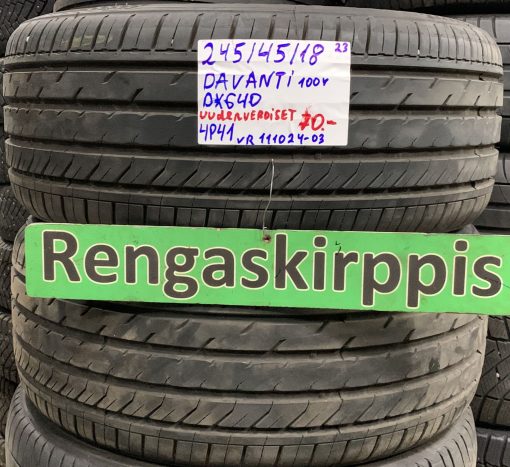 245/45/18 23
DAVANTI 100Y
DX640
UUDENVEROISET 70.-
4P41 VR 111024-03
Rengaskirppis